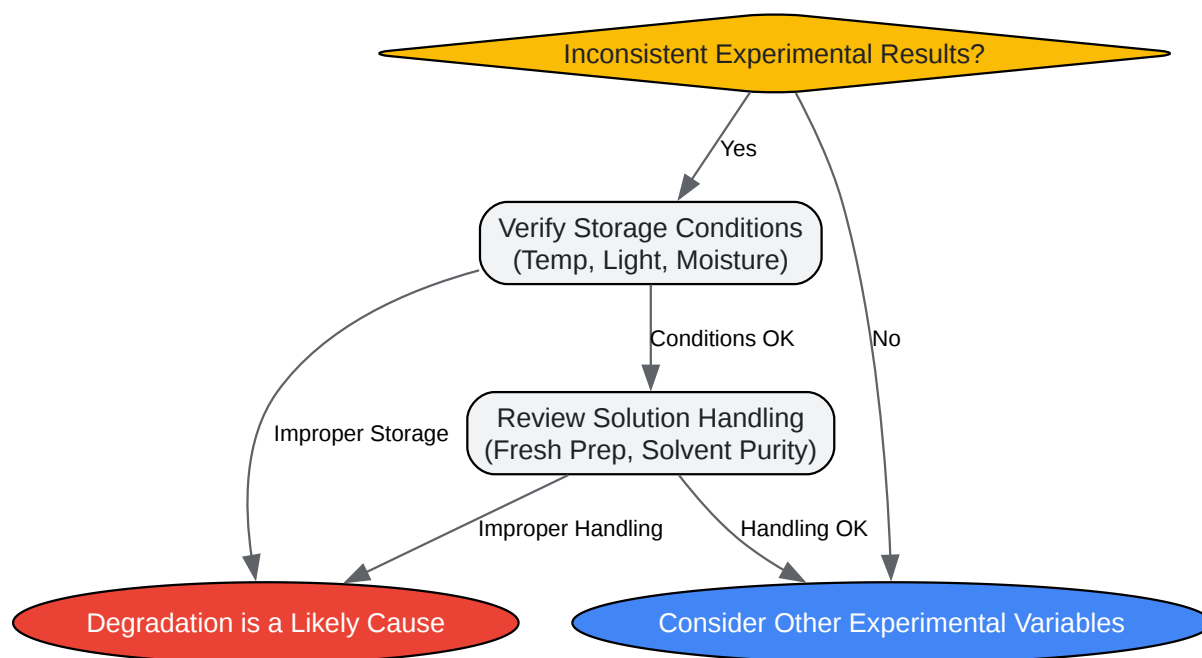 Inconsistent Experimental Results?
Yes
Verify Storage Conditions
(Temp, Light, Moisture)
Conditions OK
No
Review Solution Handling
(Fresh Prep, Solvent Purity)
Improper Storage
Improper Handling
Handling OK
Degradation is a Likely Cause
Consider Other Experimental Variables